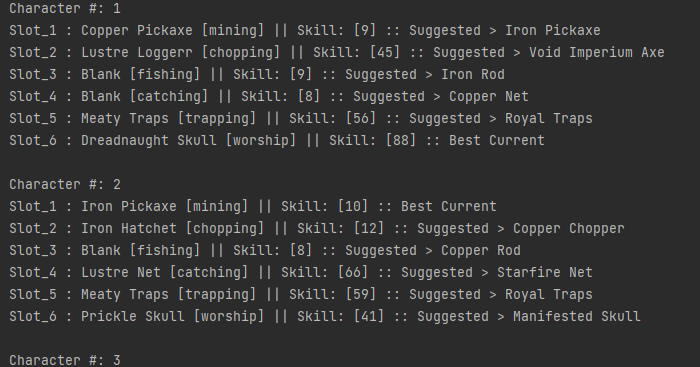 Character #: 1
Slot_1 : Copper Pickaxe [mining] || Skill: [9] :: Suggested > Iron Pickaxe
Slot_2 : Lustre Loggerr [chopping] || Skill: [45] :: Suggested > Void Imperium Axe
Slot_3 : Blank [fishing] || Skill: [9] :: Suggested > Iron Rod
Slot_4 : Blank [catching] || Skill: [8] :: Suggested > Copper Net
Slot_5 : Meaty Traps [trapping] || Skill: [56] :: Suggested > Royal Traps
Slot_6 : Dreadnaught Skull [worship] || Skill: [88] :: Best Current
Character #: 2
Slot_1 : Iron Pickaxe [mining] || Skill: [10] :: Best Current
Slot_2 : Iron Hatchet [chopping] || Skill: [12] :: Suggested > Copper Chopper
Slot_3 : Blank [fishing] || Skill: [8] :: Suggested > Copper Rod
Slot_4 : Lustre Net [catching] || Skill: [66] :: Suggested > Starfire Net
Slot_5 : Meaty Traps [trapping] || Skill: [59] :: Suggested > Royal Traps
Slot_6 : Prickle Skull [worship] || Skill: [41] :: Suggested > Manifested Skull
Character #: 3